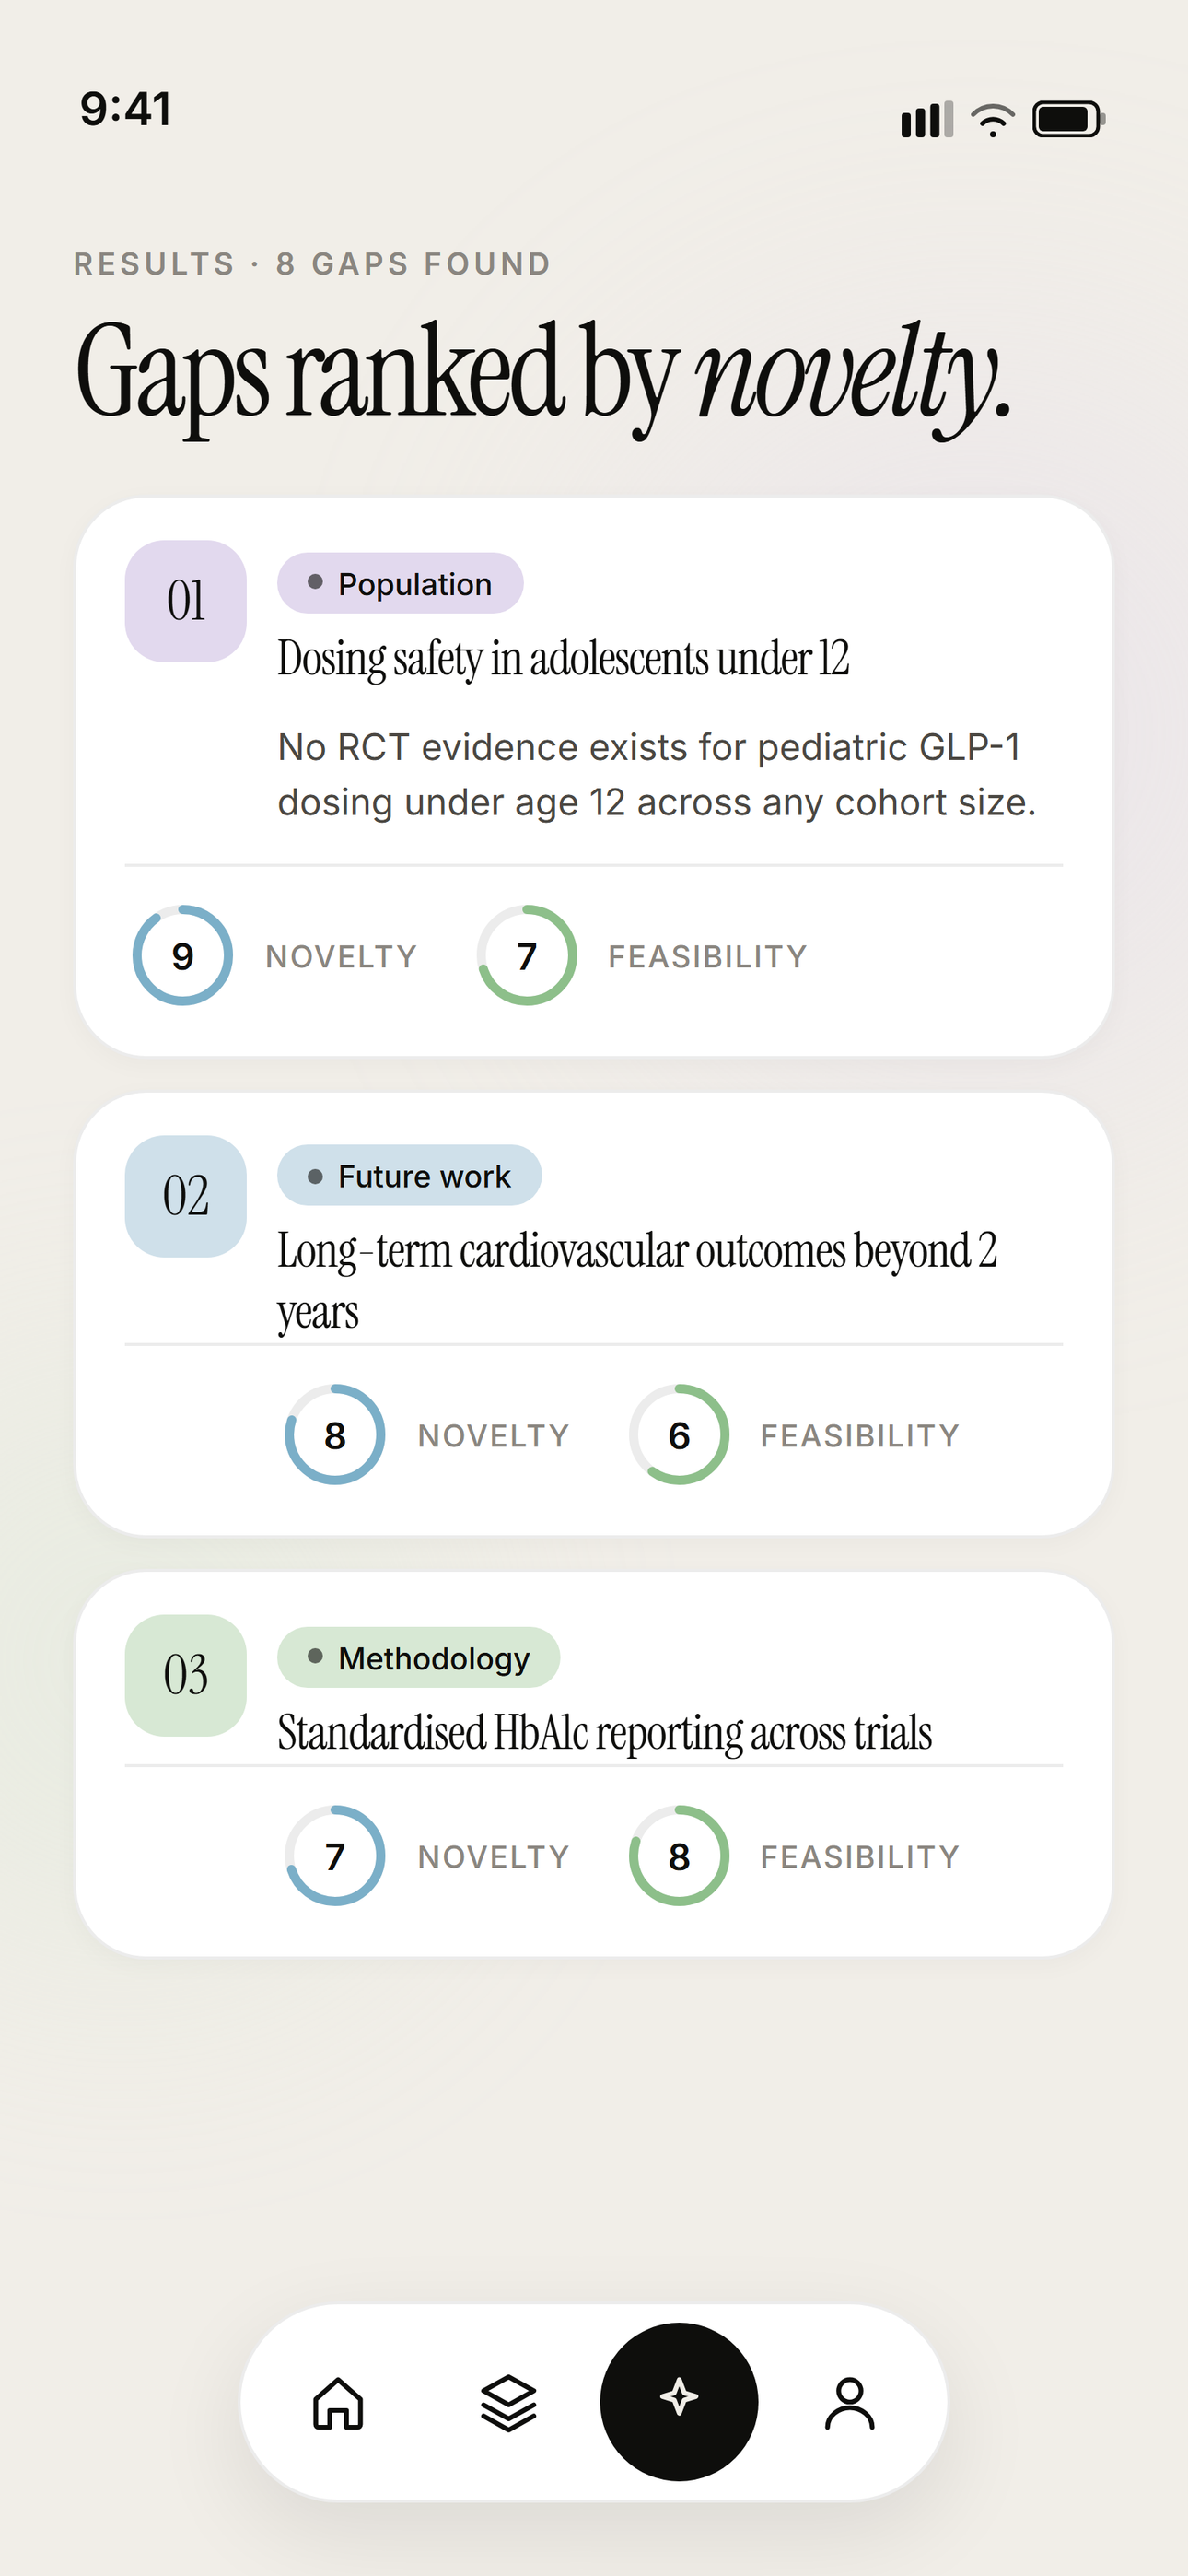 9:41
RESULTS · 8 GAPS FOUND
Gaps ranked by novelty.
01
Population
Dosing safety in adolescents under 12
No RCT evidence exists for pediatric GLP-1
dosing under age 12 across any cohort size.
9 NOVELTY 7 FEASIBILITY
02
Future work
Long-term cardiovascular outcomes beyond 2
years
8 NOVELTY 6 FEASIBILITY
03
Methodology
Standardised HbA1c reporting across trials
7 NOVELTY 8 FEASIBILITY